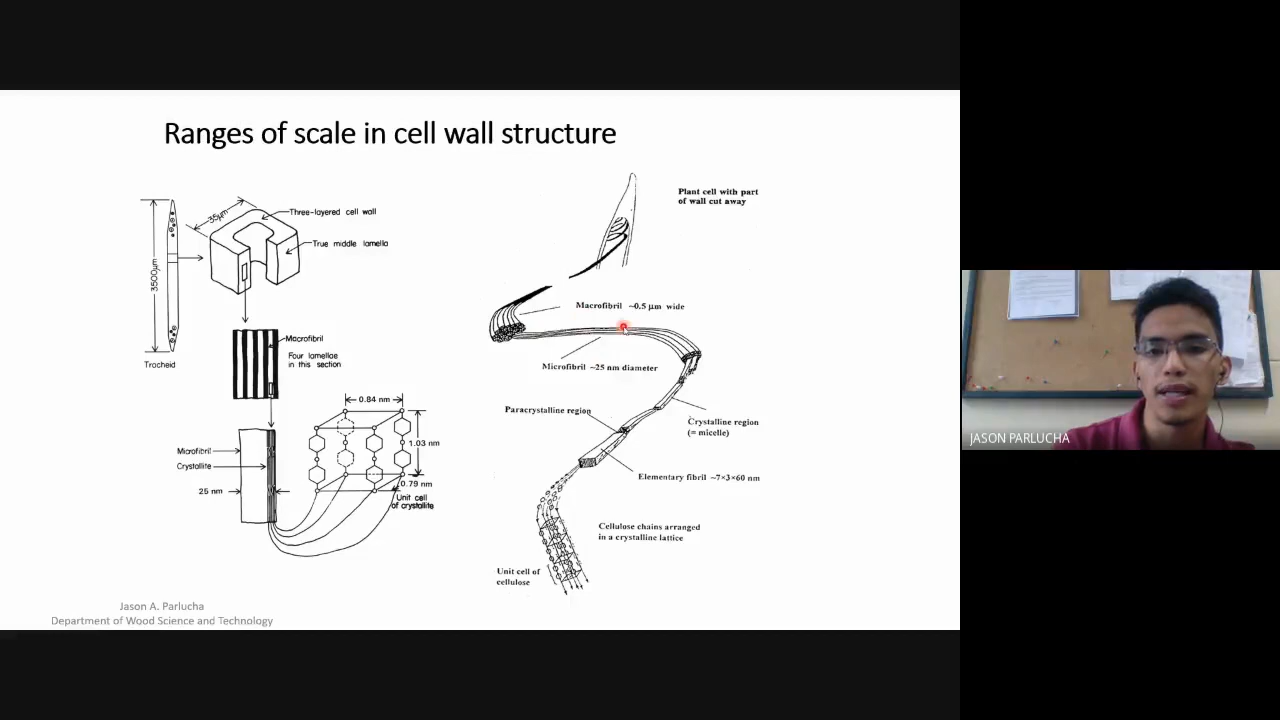 Ranges of scale in cell wall structure
35μm
Three-layered cell wall
True middle lamella
3500μm
Tracheid
Macrofibril
Four lamellae
in this section
0.84 nm
1.03 nm
0.79 nm
Unit cell
of crystallite
Microfibril
Crystallite
25 nm
Plant cell with part
of wall cut away
Macrofibril ~0.5 μm wide
Microfibril ~25 nm diameter
Paracrystalline region
Crystalline region
(= micelle)
Elementary fibril ~7×3×60 nm
Cellulose chains arranged
in a crystalline lattice
Unit cell of
cellulose
Jason A. Parlucha
Department of Wood Science and Technology
JASON PARLUCHA